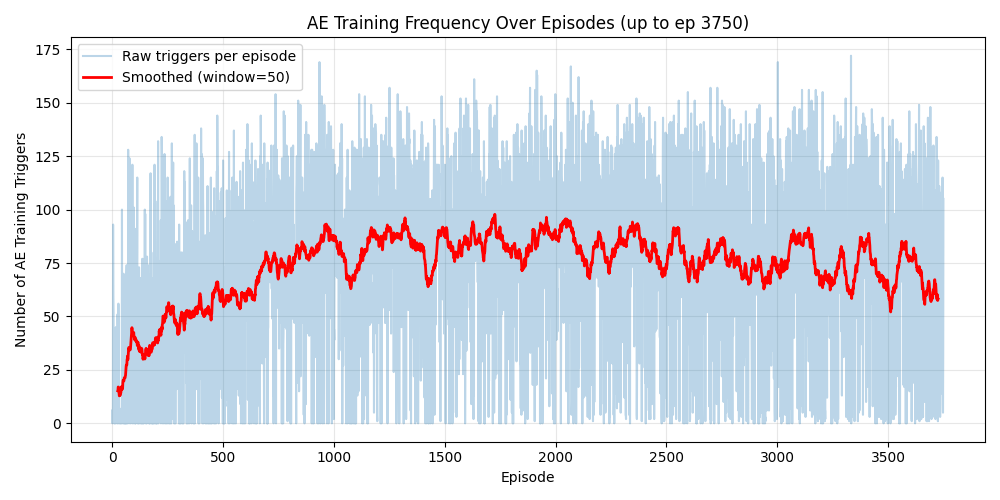 AE Training Frequency Over Episodes (up to ep 3750)
Raw triggers per episode
Smoothed (window=50)
Number of AE Training Triggers
175
150
125
100
75
50
25
0
0 500 1000 1500 2000 2500 3000 3500
Episode